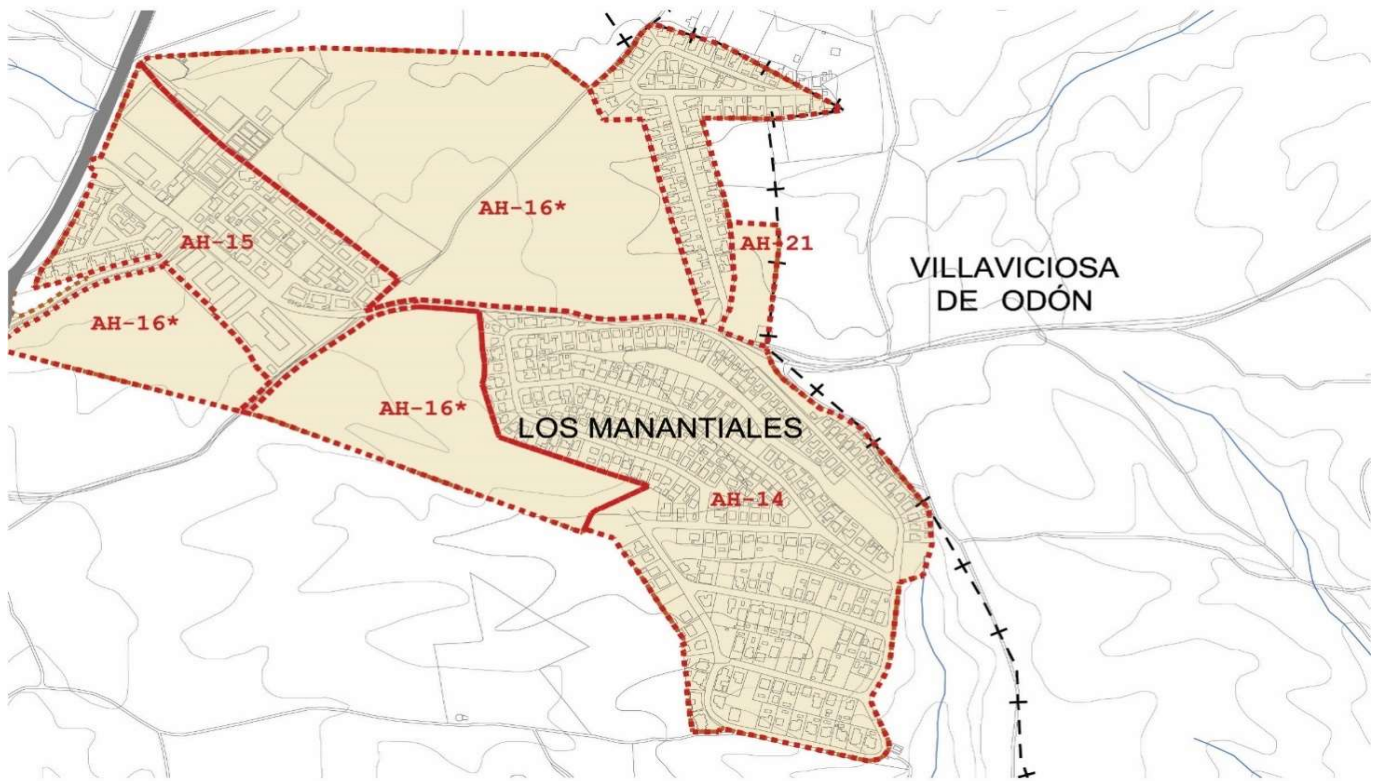 AH-16*
AH-15
AH-21
VILLAVICIOSA
DE ODÓN
AH-16*
AH-16*
LOS MANANTIALES
AH-14